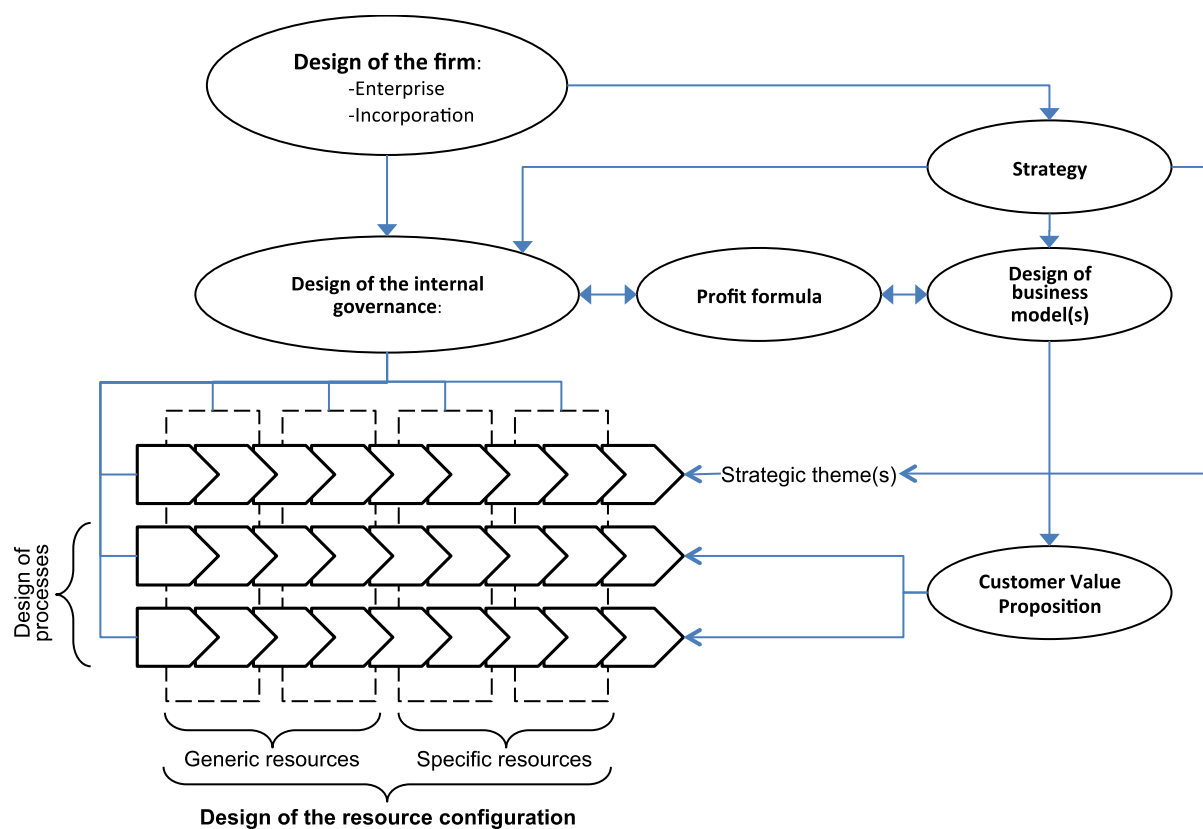 Design of the firm:
-Enterprise
-Incorporation
Strategy
Design of the internal
governance:
Profit formula
Design of
business
model(s)
Strategic theme(s)
Design of
processes
Customer Value
Proposition
Generic resources
Specific resources
Design of the resource configuration